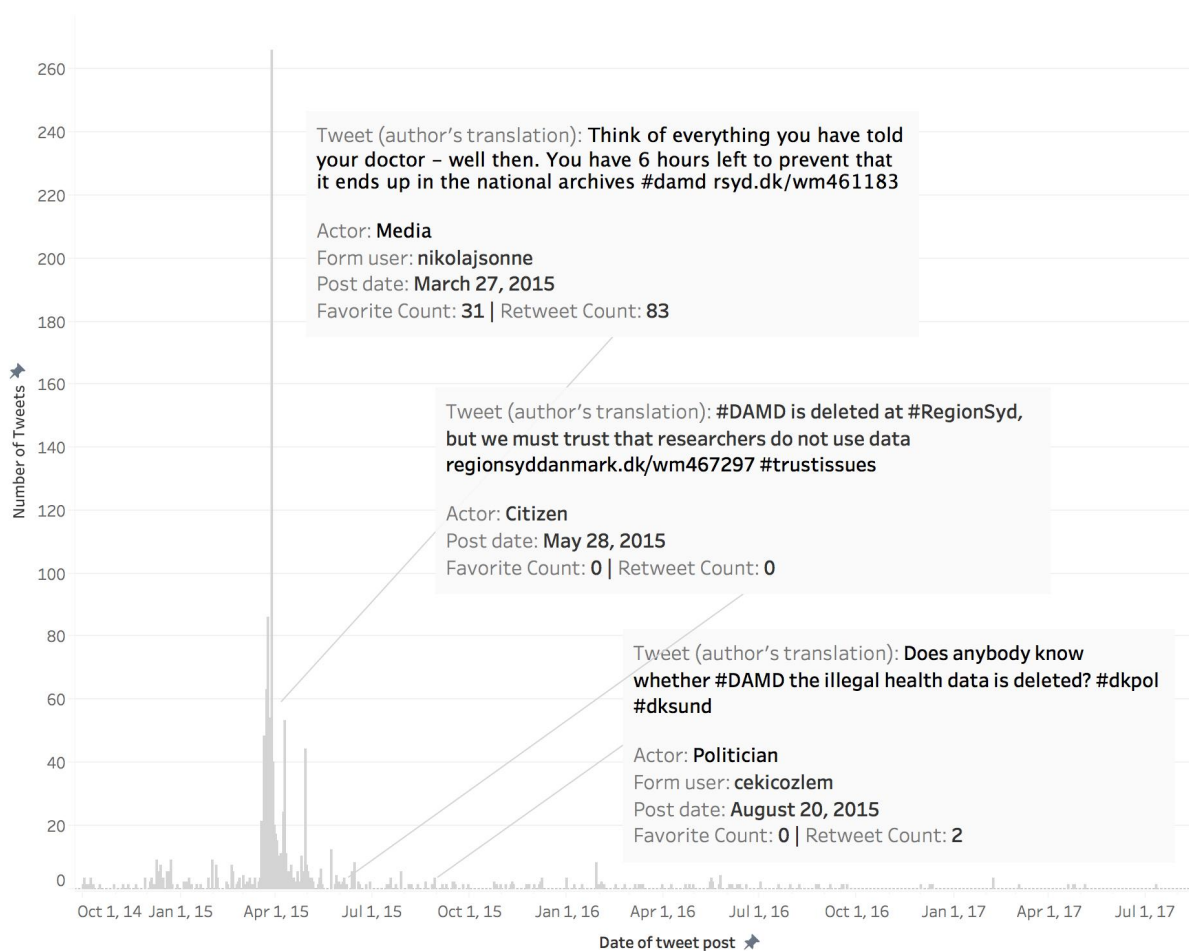 260
240
220
200
180
160
140
120
100
80
60
40
20
0
Number of Tweets
Tweet (author's translation): Think of everything you have told
your doctor – well then. You have 6 hours left to prevent that
it ends up in the national archives #damd rsyd.dk/wm461183
Actor: Media
Form user: nikolajsonne
Post date: March 27, 2015
Favorite Count: 31 | Retweet Count: 83
Tweet (author's translation): #DAMD is deleted at #RegionSyd,
but we must trust that researchers do not use data
regionsyddanmark.dk/wm467297 #trustissues
Actor: Citizen
Post date: May 28, 2015
Favorite Count: 0 | Retweet Count: 0
Tweet (author's translation): Does anybody know
whether #DAMD the illegal health data is deleted? #dkpol
#dksund
Actor: Politician
Form user: cekicozlem
Post date: August 20, 2015
Favorite Count: 0 | Retweet Count: 2
Oct 1, 14 Jan 1, 15 Apr 1, 15 Jul 1, 15 Oct 1, 15 Jan 1, 16 Apr 1, 16 Jul 1, 16 Oct 1, 16 Jan 1, 17 Apr 1, 17 Jul 1, 17
Date of tweet post